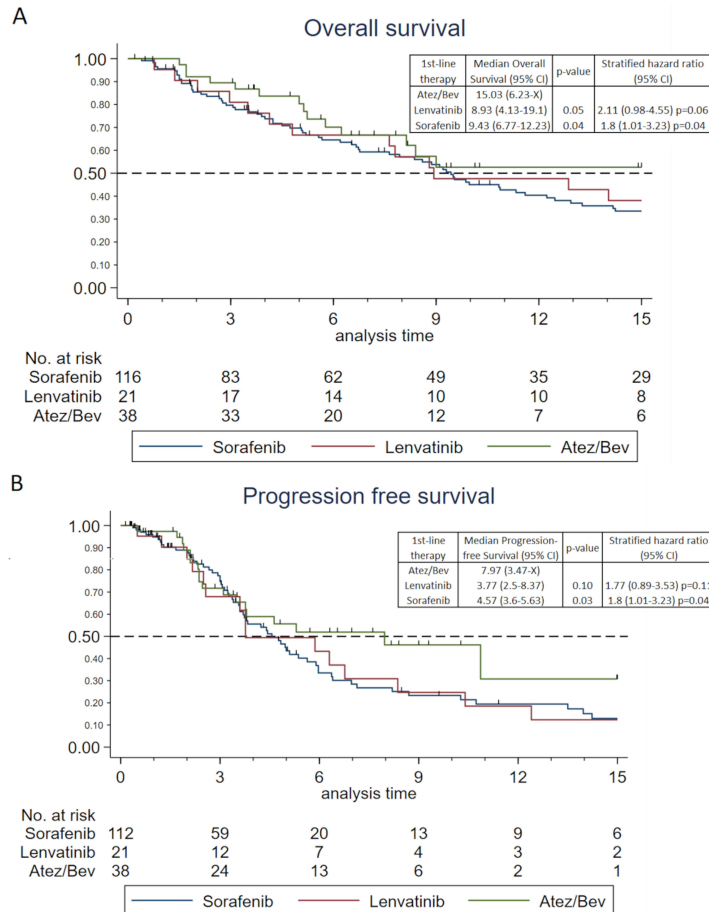 A
Overall survival
1st-line therapy Median Overall Survival (95% CI) p-value Stratified hazard ratio (95% CI)
Atez/Bev 15.03 (6.23-X)
Lenvatinib 8.93 (4.13-19.1) 0.05 2.11 (0.98-4.55) p=0.06
Sorafenib 9.43 (6.77-12.23) 0.04 1.8 (1.01-3.23) p=0.04
1.00
0.90
0.80
0.70
0.60
0.50
0.40
0.30
0.20
0.10
0.00
0 3 6 9 12 15
analysis time
No. at risk
Sorafenib 116 83 62 49 35 29
Lenvatinib 21 17 14 10 10 8
Atez/Bev 38 33 20 12 7 6
Sorafenib Lenvatinib Atez/Bev
B
Progression free survival
1st-line therapy Median Progression-free Survival (95% CI) p-value Stratified hazard ratio (95% CI)
Atez/Bev 7.97 (3.47-X)
Lenvatinib 3.77 (2.5-8.37) 0.10 1.77 (0.89-3.53) p=0.11
Sorafenib 4.57 (3.6-5.63) 0.03 1.8 (1.01-3.23) p=0.04
1.00
0.90
0.80
0.70
0.60
0.50
0.40
0.30
0.20
0.10
0.00
0 3 6 9 12 15
analysis time
No. at risk
Sorafenib 112 59 20 13 9 6
Lenvatinib 21 12 7 4 3 2
Atez/Bev 38 24 13 6 2 1
Sorafenib Lenvatinib Atez/Bev